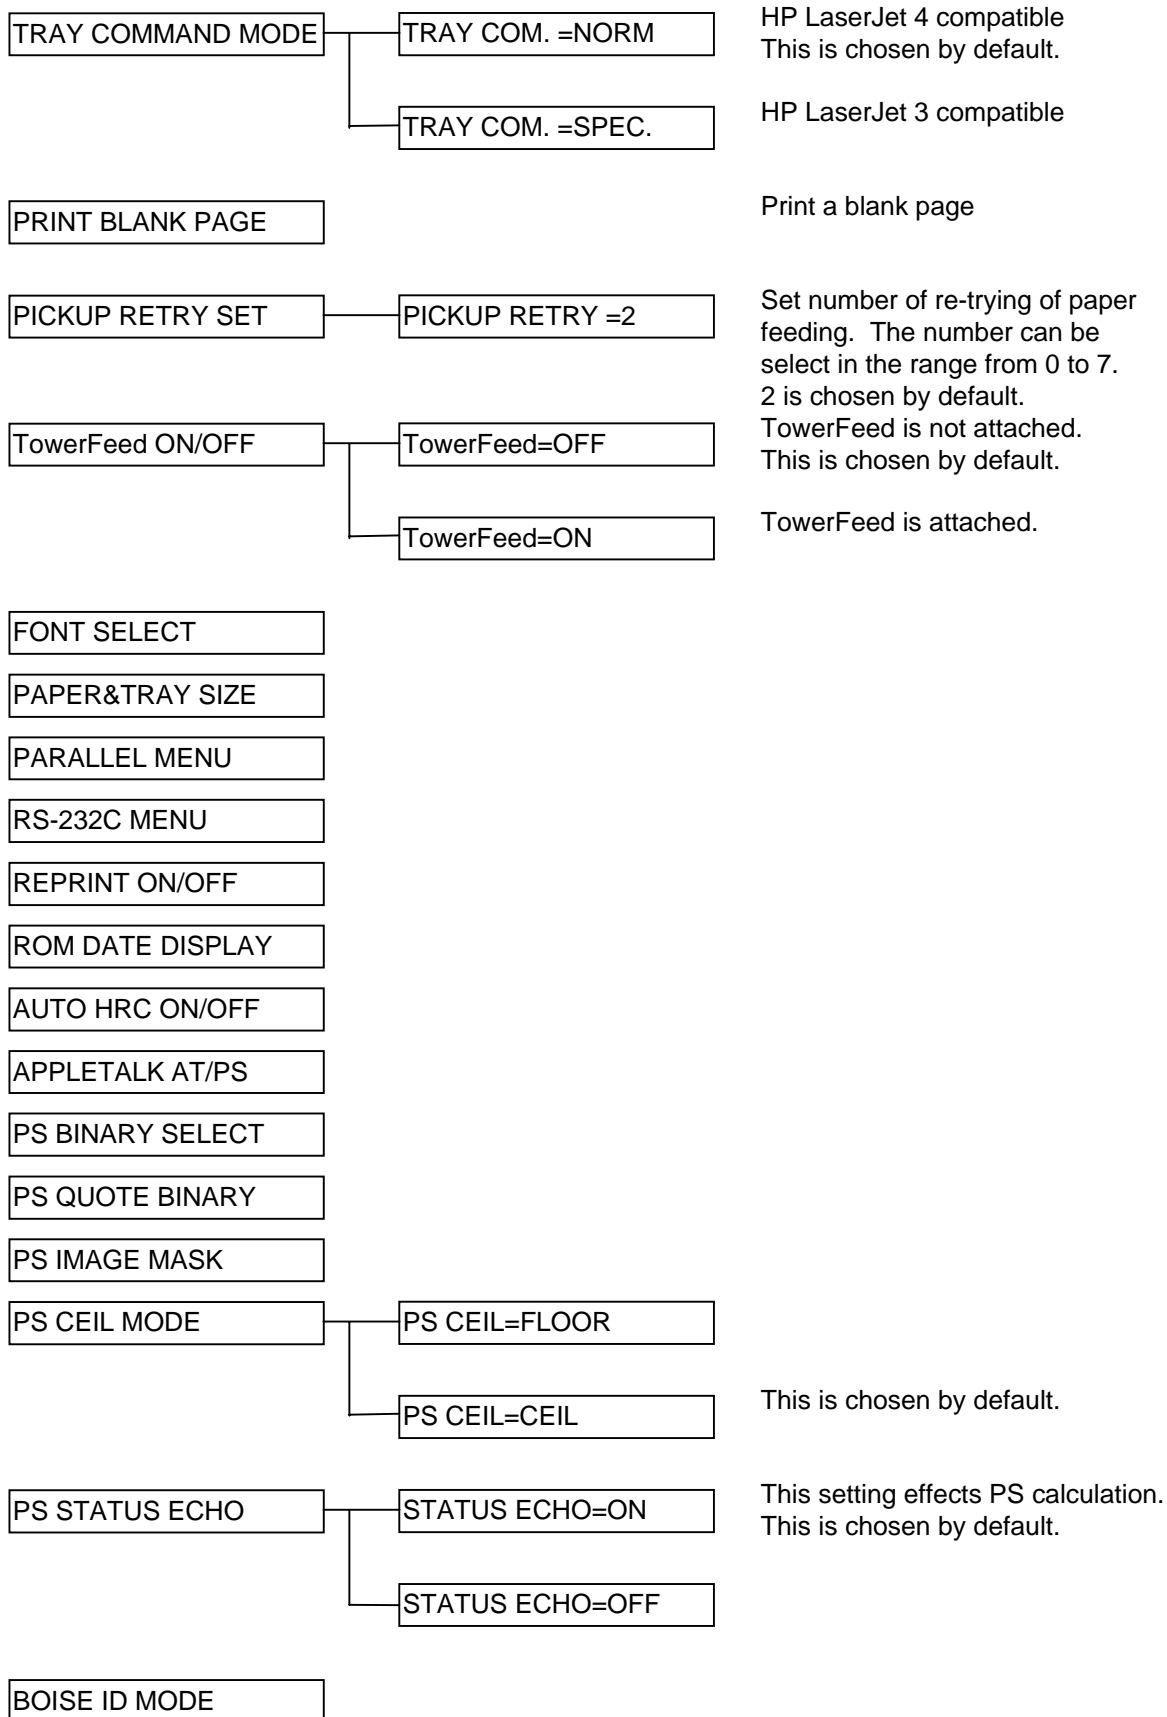 TRAY COMMAND MODE
TRAY COM. =NORM
HP LaserJet 4 compatible
This is chosen by default.
TRAY COM. =SPEC.
HP LaserJet 3 compatible
PRINT BLANK PAGE
Print a blank page
PICKUP RETRY SET
PICKUP RETRY =2
Set number of re-trying of paper
feeding.  The number can be
select in the range from 0 to 7.
2 is chosen by default.
TowerFeed ON/OFF
TowerFeed=OFF
TowerFeed is not attached.
This is chosen by default.
TowerFeed=ON
TowerFeed is attached.
FONT SELECT
PAPER&TRAY SIZE
PARALLEL MENU
RS-232C MENU
REPRINT ON/OFF
ROM DATE DISPLAY
AUTO HRC ON/OFF
APPLETALK AT/PS
PS BINARY SELECT
PS QUOTE BINARY
PS IMAGE MASK
PS CEIL MODE
PS CEIL=FLOOR
PS CEIL=CEIL
This is chosen by default.
PS STATUS ECHO
STATUS ECHO=ON
This setting effects PS calculation.
This is chosen by default.
STATUS ECHO=OFF
BOISE ID MODE